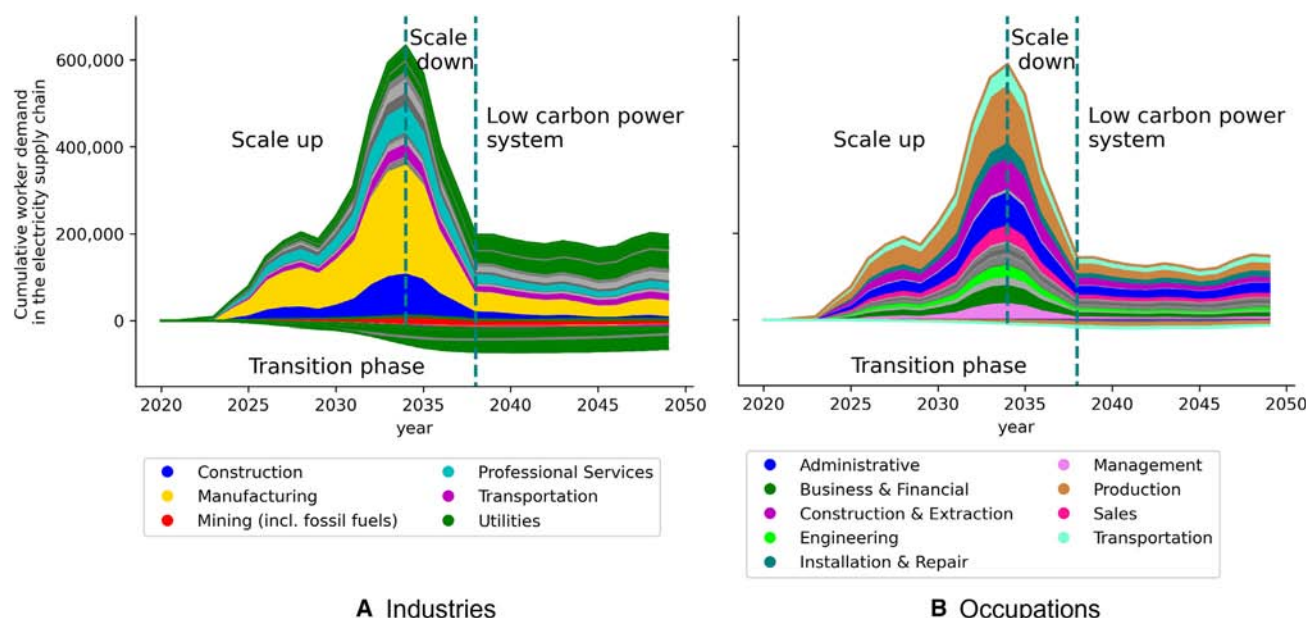 Cumulative worker demand
in the electricity supply chain
600,000
400,000
200,000
0
Scale up
Scale
down
Low carbon power
system
Transition phase
2020 2025 2030 2035 2040 2045 2050
year
Construction
Manufacturing
Mining (incl. fossil fuels)
Professional Services
Transportation
Utilities
A Industries
Scale up
Scale
down
Low carbon power
system
Transition phase
2020 2025 2030 2035 2040 2045 2050
year
Administrative
Business & Financial
Construction & Extraction
Engineering
Installation & Repair
Management
Production
Sales
Transportation
B Occupations